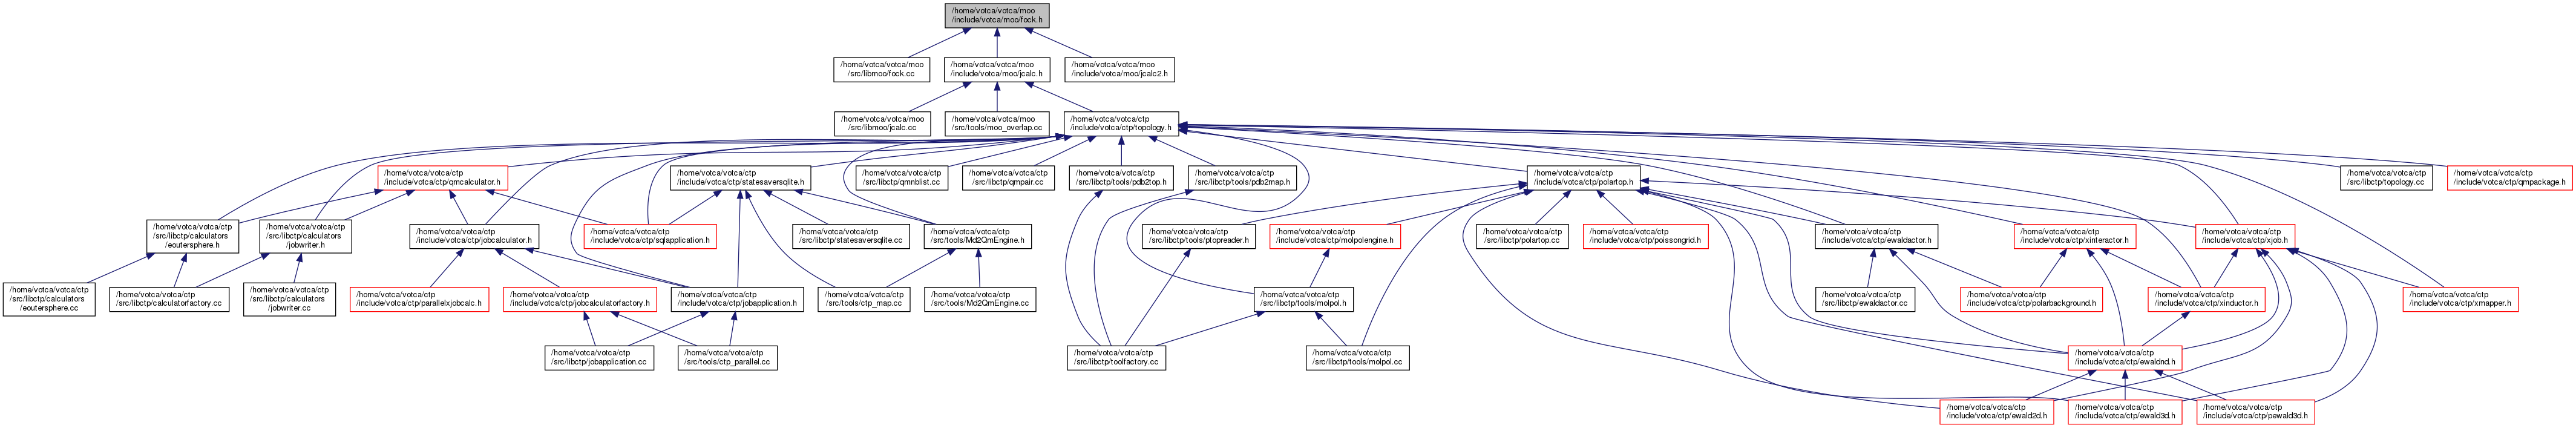 /home/votca/votca/moo
/include/votca/moo/fock.h
/home/votca/votca/moo
/src/libmoo/fock.cc
/home/votca/votca/moo
/include/votca/moo/jcalc.h
/home/votca/votca/moo
/include/votca/moo/jcalc2.h
/home/votca/votca/moo
/src/libmoo/jcalc.cc
/home/votca/votca/moo
/src/tools/moo_overlap.cc
/home/votca/votca/ctp
/include/votca/ctp/topology.h
/home/votca/votca/ctp
/include/votca/ctp/qmcalculator.h
/home/votca/votca/ctp
/include/votca/ctp/statesaversqlite.h
/home/votca/votca/ctp
/src/libctp/qmnblist.cc
/home/votca/votca/ctp
/src/libctp/qmpair.cc
/home/votca/votca/ctp
/src/libctp/tools/pdb2top.h
/home/votca/votca/ctp
/src/libctp/tools/pdb2map.h
/home/votca/votca/ctp
/include/votca/ctp/polartop.h
/home/votca/votca/ctp
/src/libctp/topology.cc
/home/votca/votca/ctp
/include/votca/ctp/qmpackage.h
/home/votca/votca/ctp
/src/libctp/calculators
/eoutersphere.h
/home/votca/votca/ctp
/src/libctp/calculators
/jobwriter.h
/home/votca/votca/ctp
/include/votca/ctp/jobcalculator.h
/home/votca/votca/ctp
/include/votca/ctp/sqlapplication.h
/home/votca/votca/ctp
/src/libctp/statesaversqlite.cc
/home/votca/votca/ctp
/src/tools/Md2QmEngine.h
/home/votca/votca/ctp
/src/libctp/tools/ptopreader.h
/home/votca/votca/ctp
/include/votca/ctp/molpolengine.h
/home/votca/votca/ctp
/src/libctp/polartop.cc
/home/votca/votca/ctp
/include/votca/ctp/poissongrid.h
/home/votca/votca/ctp
/include/votca/ctp/ewaldactor.h
/home/votca/votca/ctp
/include/votca/ctp/xinteractor.h
/home/votca/votca/ctp
/include/votca/ctp/xjob.h
/home/votca/votca/ctp
/src/libctp/calculators
/eoutersphere.cc
/home/votca/votca/ctp
/src/libctp/calculatorfactory.cc
/home/votca/votca/ctp
/src/libctp/calculators
/jobwriter.cc
/home/votca/votca/ctp
/include/votca/ctp/parallelxjobcalc.h
/home/votca/votca/ctp
/include/votca/ctp/jobcalculatorfactory.h
/home/votca/votca/ctp
/include/votca/ctp/jobapplication.h
/home/votca/votca/ctp
/src/tools/ctp_map.cc
/home/votca/votca/ctp
/src/tools/Md2QmEngine.cc
/home/votca/votca/ctp
/src/libctp/tools/molpol.h
/home/votca/votca/ctp
/src/libctp/ewaldactor.cc
/home/votca/votca/ctp
/include/votca/ctp/polarbackground.h
/home/votca/votca/ctp
/include/votca/ctp/xinductor.h
/home/votca/votca/ctp
/include/votca/ctp/xmapper.h
/home/votca/votca/ctp
/src/libctp/jobapplication.cc
/home/votca/votca/ctp
/src/tools/ctp_parallel.cc
/home/votca/votca/ctp
/src/libctp/toolfactory.cc
/home/votca/votca/ctp
/src/libctp/tools/molpol.cc
/home/votca/votca/ctp
/include/votca/ctp/ewaldnd.h
/home/votca/votca/ctp
/include/votca/ctp/ewald2d.h
/home/votca/votca/ctp
/include/votca/ctp/ewald3d.h
/home/votca/votca/ctp
/include/votca/ctp/pewald3d.h